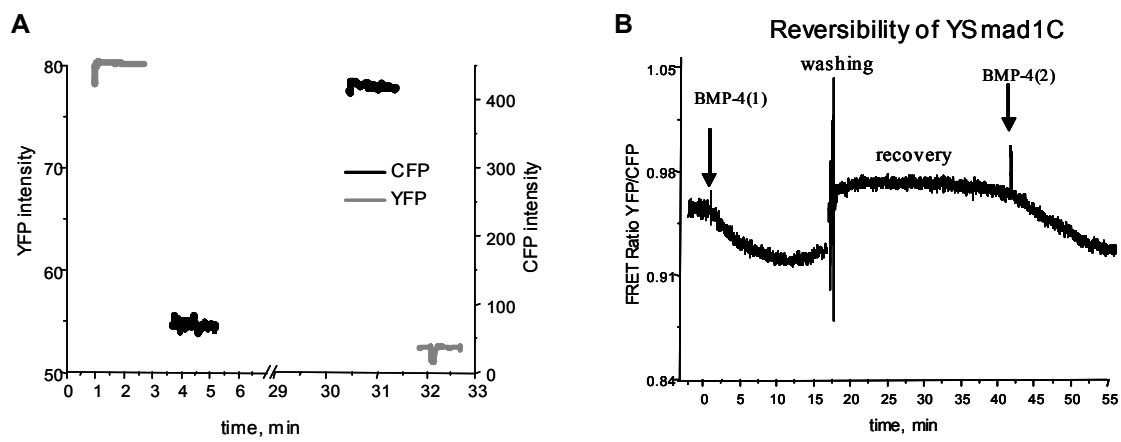 A
80
70
60
50
YFP intensity
400
300
200
100
0
CFP intensity
CFP
YFP
0 1 2 3 4 5 6 29 30 31 32 33
time, min
B
Reversibility of YSmad1C
washing
BMP-4(1)
BMP-4(2)
recovery
1.05
0.98
0.91
0.84
FRET Ratio YFP/CFP
0 5 10 15 20 25 30 35 40 45 50 55
time, min